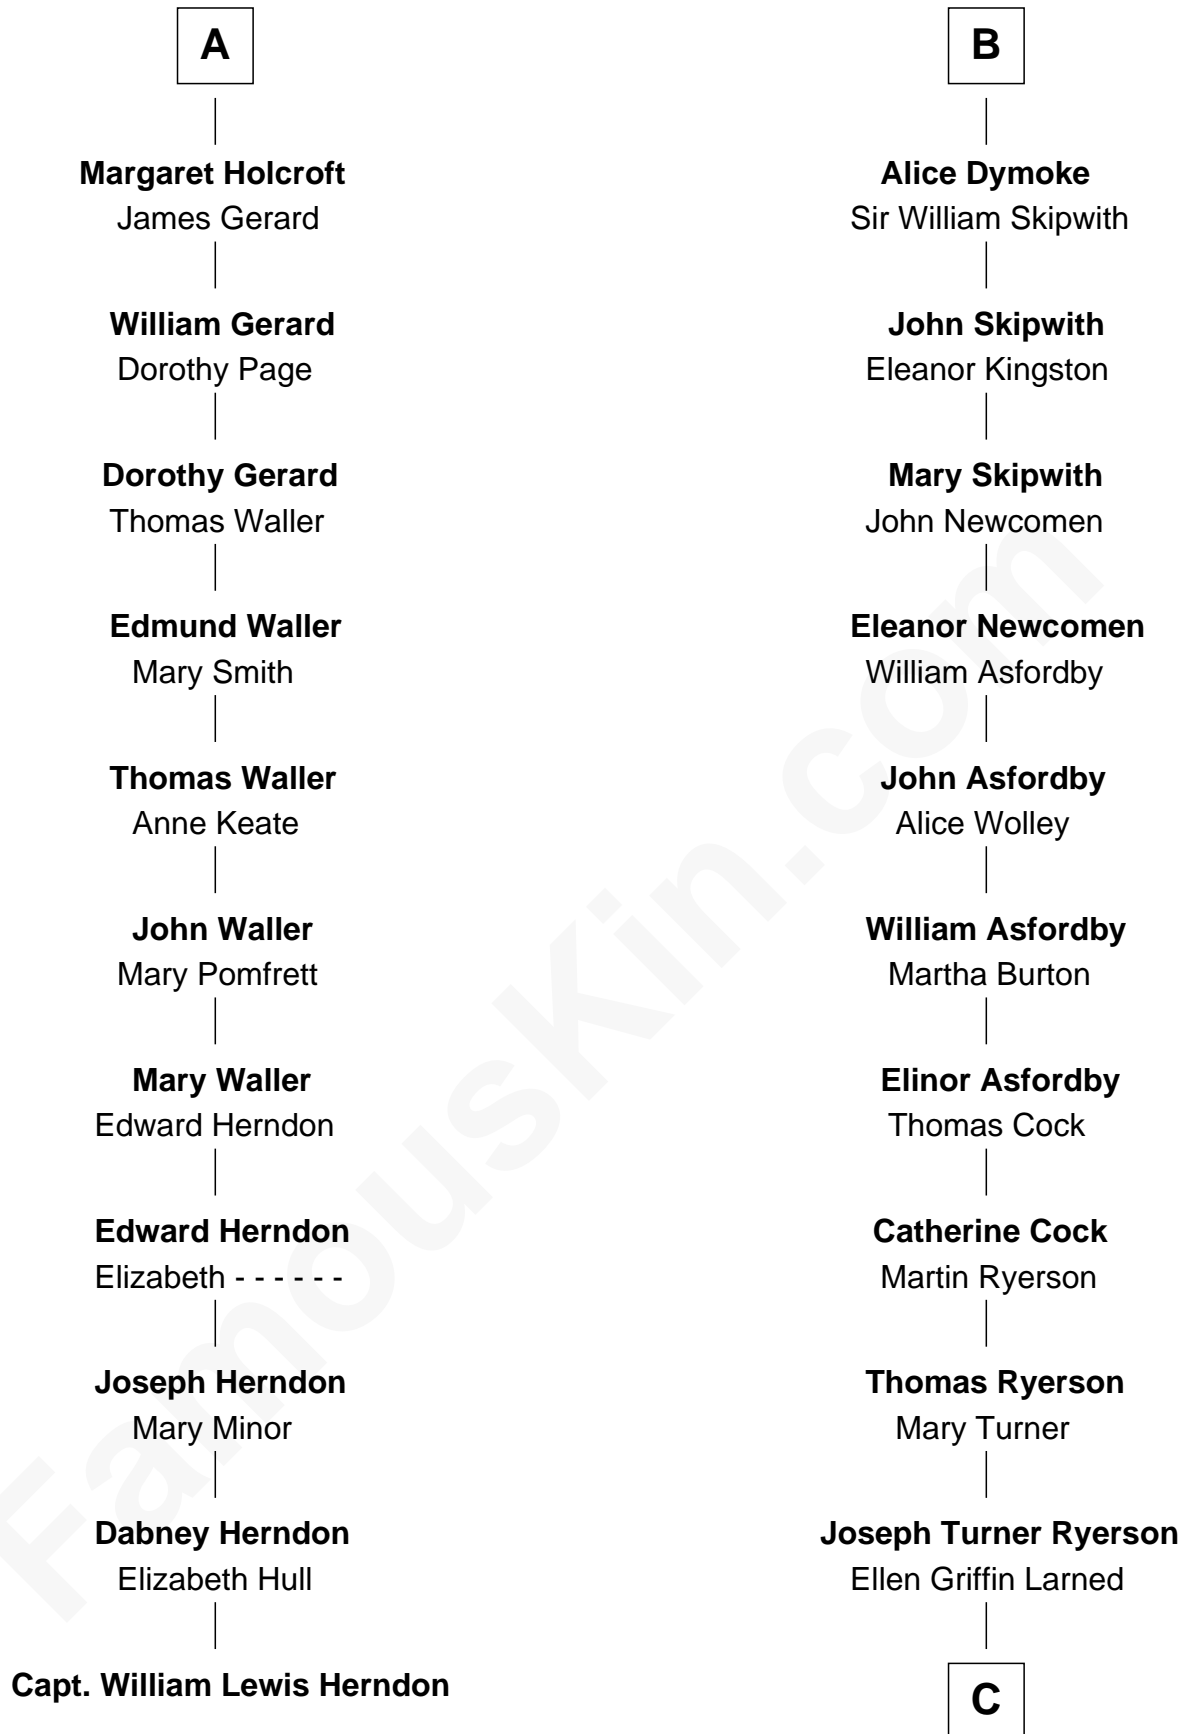 A
Margaret Holcroft
James Gerard
William Gerard
Dorothy Page
Dorothy Gerard
Thomas Waller
Edmund Waller
Mary Smith
Thomas Waller
Anne Keate
John Waller
Mary Pomfrett
Mary Waller
Edward Herndon
Edward Herndon
Elizabeth - - - - - -
Joseph Herndon
Mary Minor
Dabney Herndon
Elizabeth Hull
Capt. William Lewis Herndon
B
Alice Dymoke
Sir William Skipwith
John Skipwith
Eleanor Kingston
Mary Skipwith
John Newcomen
Eleanor Newcomen
William Asfordby
John Asfordby
Alice Wolley
William Asfordby
Martha Burton
Elinor Asfordby
Thomas Cock
Catherine Cock
Martin Ryerson
Thomas Ryerson
Mary Turner
Joseph Turner Ryerson
Ellen Griffin Larned
C
FamousKin.com